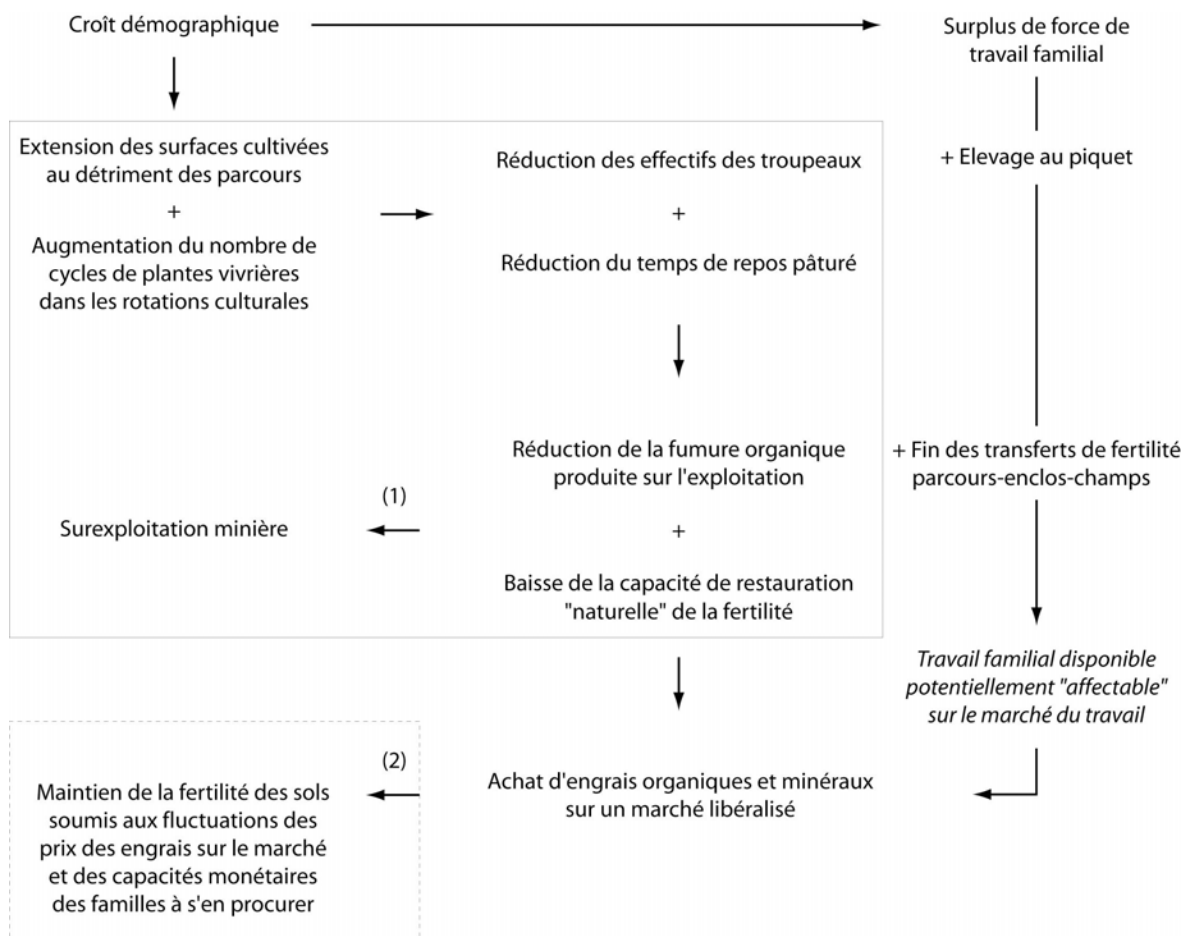 Croît démographique
Surplus de force de
travail familial
Extension des surfaces cultivées
au détriment des parcours
+
Augmentation du nombre de
cycles de plantes vivrières
dans les rotations culturales
Réduction des effectifs des troupeaux
+
Réduction du temps de repos pâturé
+ Elevage au piquet
Réduction de la fumure organique
produite sur l'exploitation
+
Baisse de la capacité de restauration
"naturelle" de la fertilité
+ Fin des transferts de fertilité
parcours-enclos-champs
(1)
Surexploitation minière
Travail familial disponible
potentiellement "affectable"
sur le marché du travail
Achat d'engrais organiques et minéraux
sur un marché libéralisé
(2)
Maintien de la fertilité des sols
soumis aux fluctuations des
prix des engrais sur le marché
et des capacités monétaires
des familles à s'en procurer